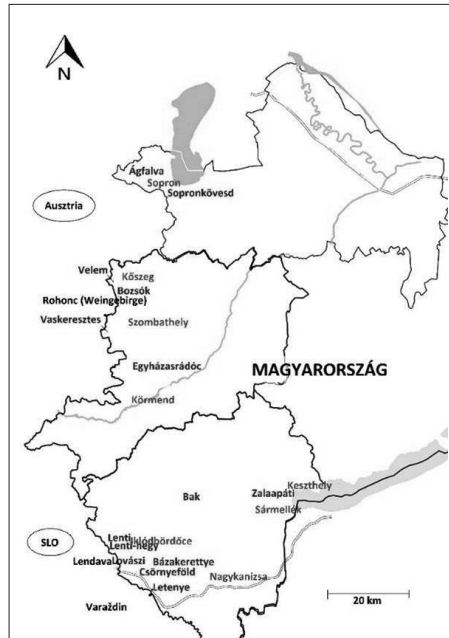 N
Ágfalva
Sopron
Sopronkövesd
Ausztria
Velem
Kőszeg
Bozsók
Rohonc (Weingebirge)
Vaskeresztes
Szombathely
Egyházasrádóc
MAGYARORSZÁG
Körmend
Keszthely
Bak
Zalaapáti
Sármellék
SLO
Lenti
Iklódbördőce
Lenti-hegy
Lendava
Lovászi
Bázakerettye
Csörnyeföld
Nagykanizsa
Letenye
Varaždin
20 km